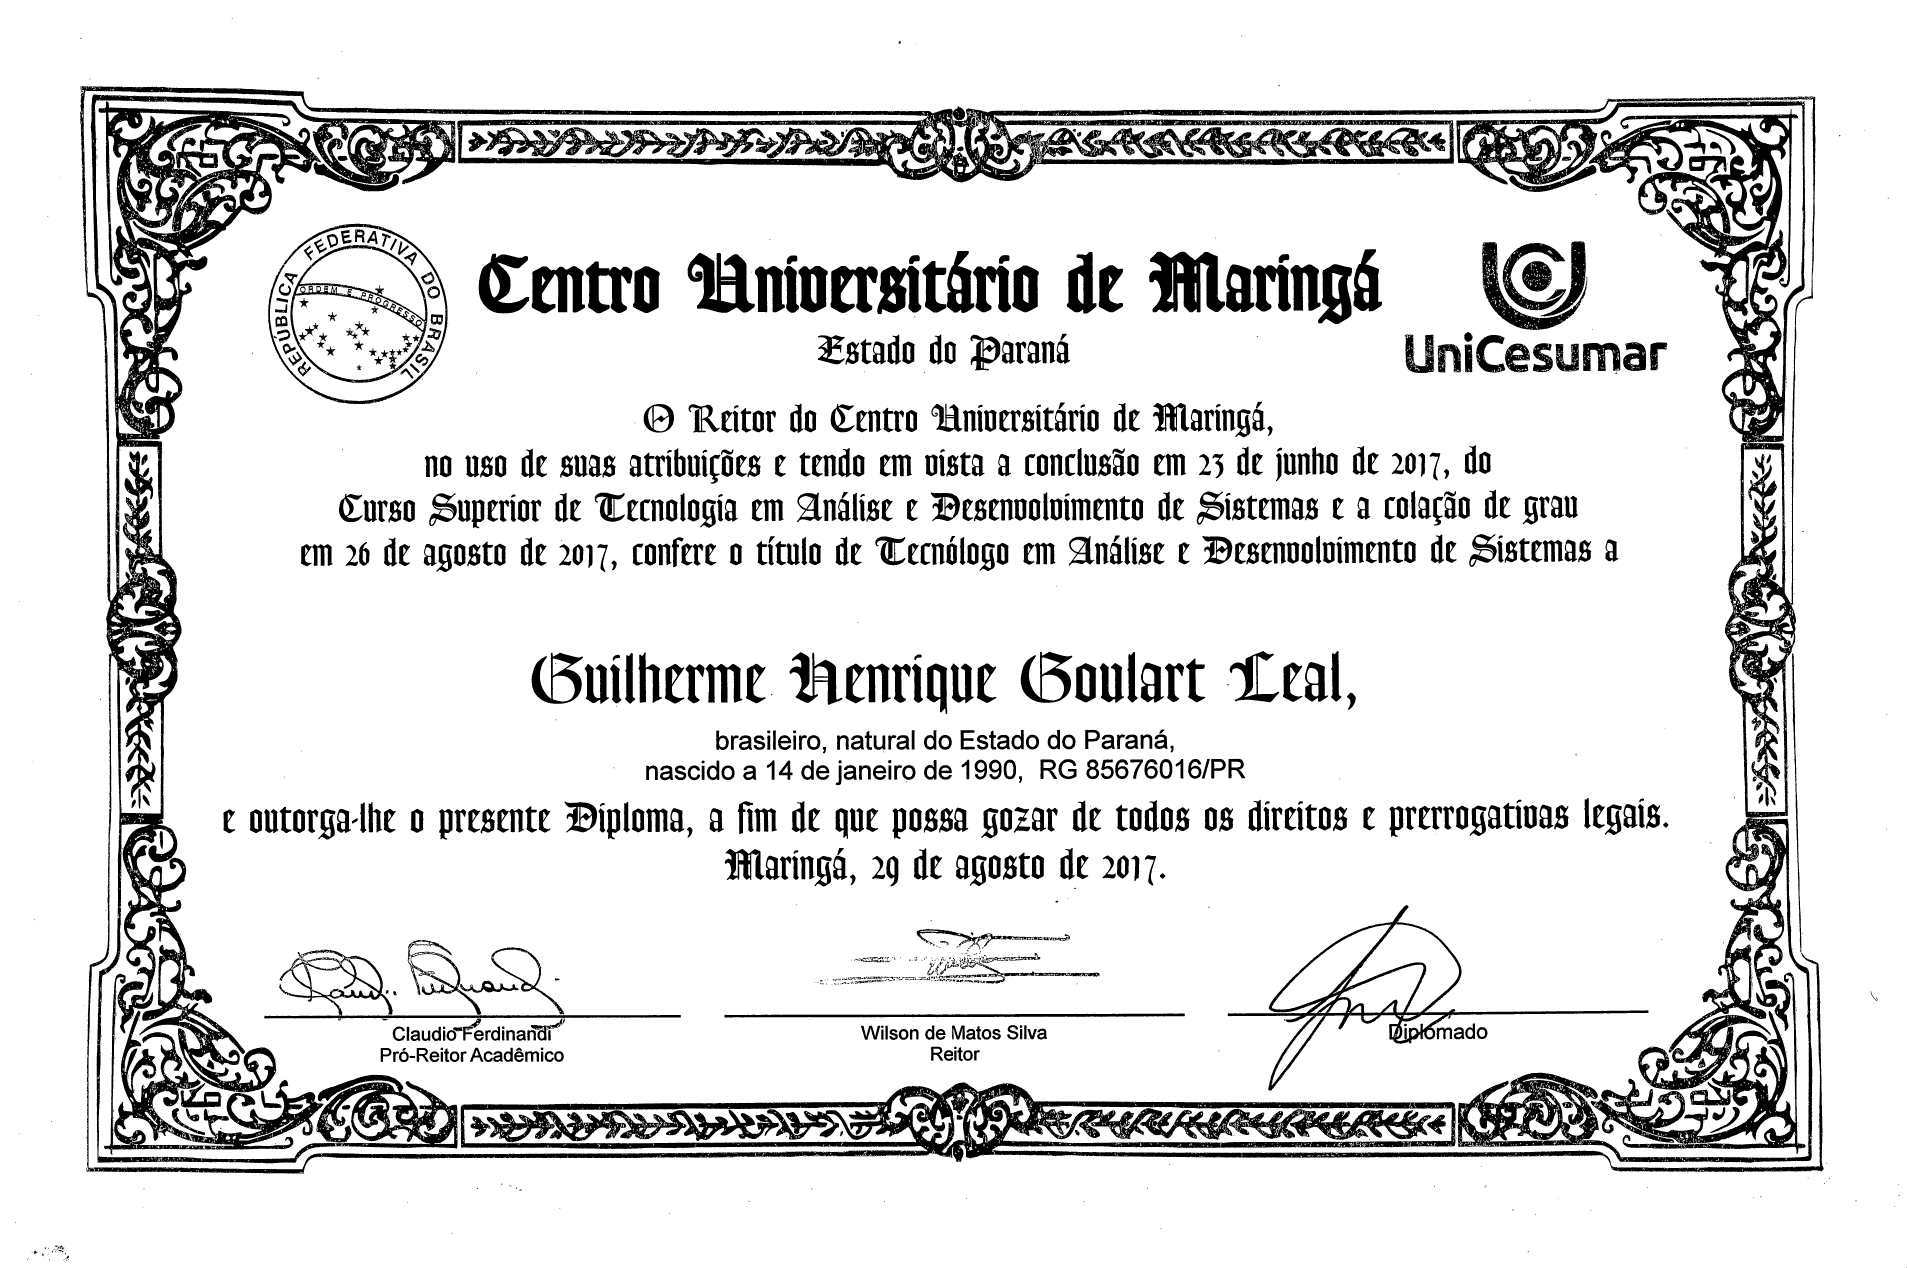 REPÚBLICA FEDERATIVA DO BRASIL
ORDEM E PROGRESSO
Centro Universitário de Maringá
Estado do Paraná
UniCesumar
O Reitor do Centro Universitário de Maringá,
no uso de suas atribuições e tendo em vista a conclusão em 23 de junho de 2017, do
Curso Superior de Tecnologia em Análise e Desenvolvimento de Sistemas e a colação de grau
em 26 de agosto de 2017, confere o título de Tecnólogo em Análise e Desenvolvimento de Sistemas a
Guilherme Henrique Goulart Leal,
brasileiro, natural do Estado do Paraná,
nascido a 14 de janeiro de 1990, RG 85676016/PR
e outorga-lhe o presente Diploma, a fim de que possa gozar de todos os direitos e prerrogativas legais.
Maringá, 29 de agosto de 2017.
Claudio Ferdinandi
Pró-Reitor Acadêmico
Wilson de Matos Silva
Reitor
Diplomado